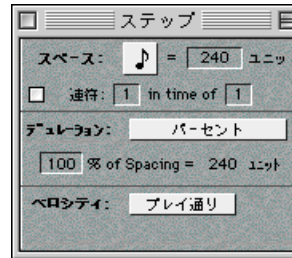 ステップ
スペース: ♪ = 240 ユニッ
連符: 1 in time of 1
デュレーション: パーセント
100 % of Spacing = 240 ユニット
ベロシティ: プレイ通り